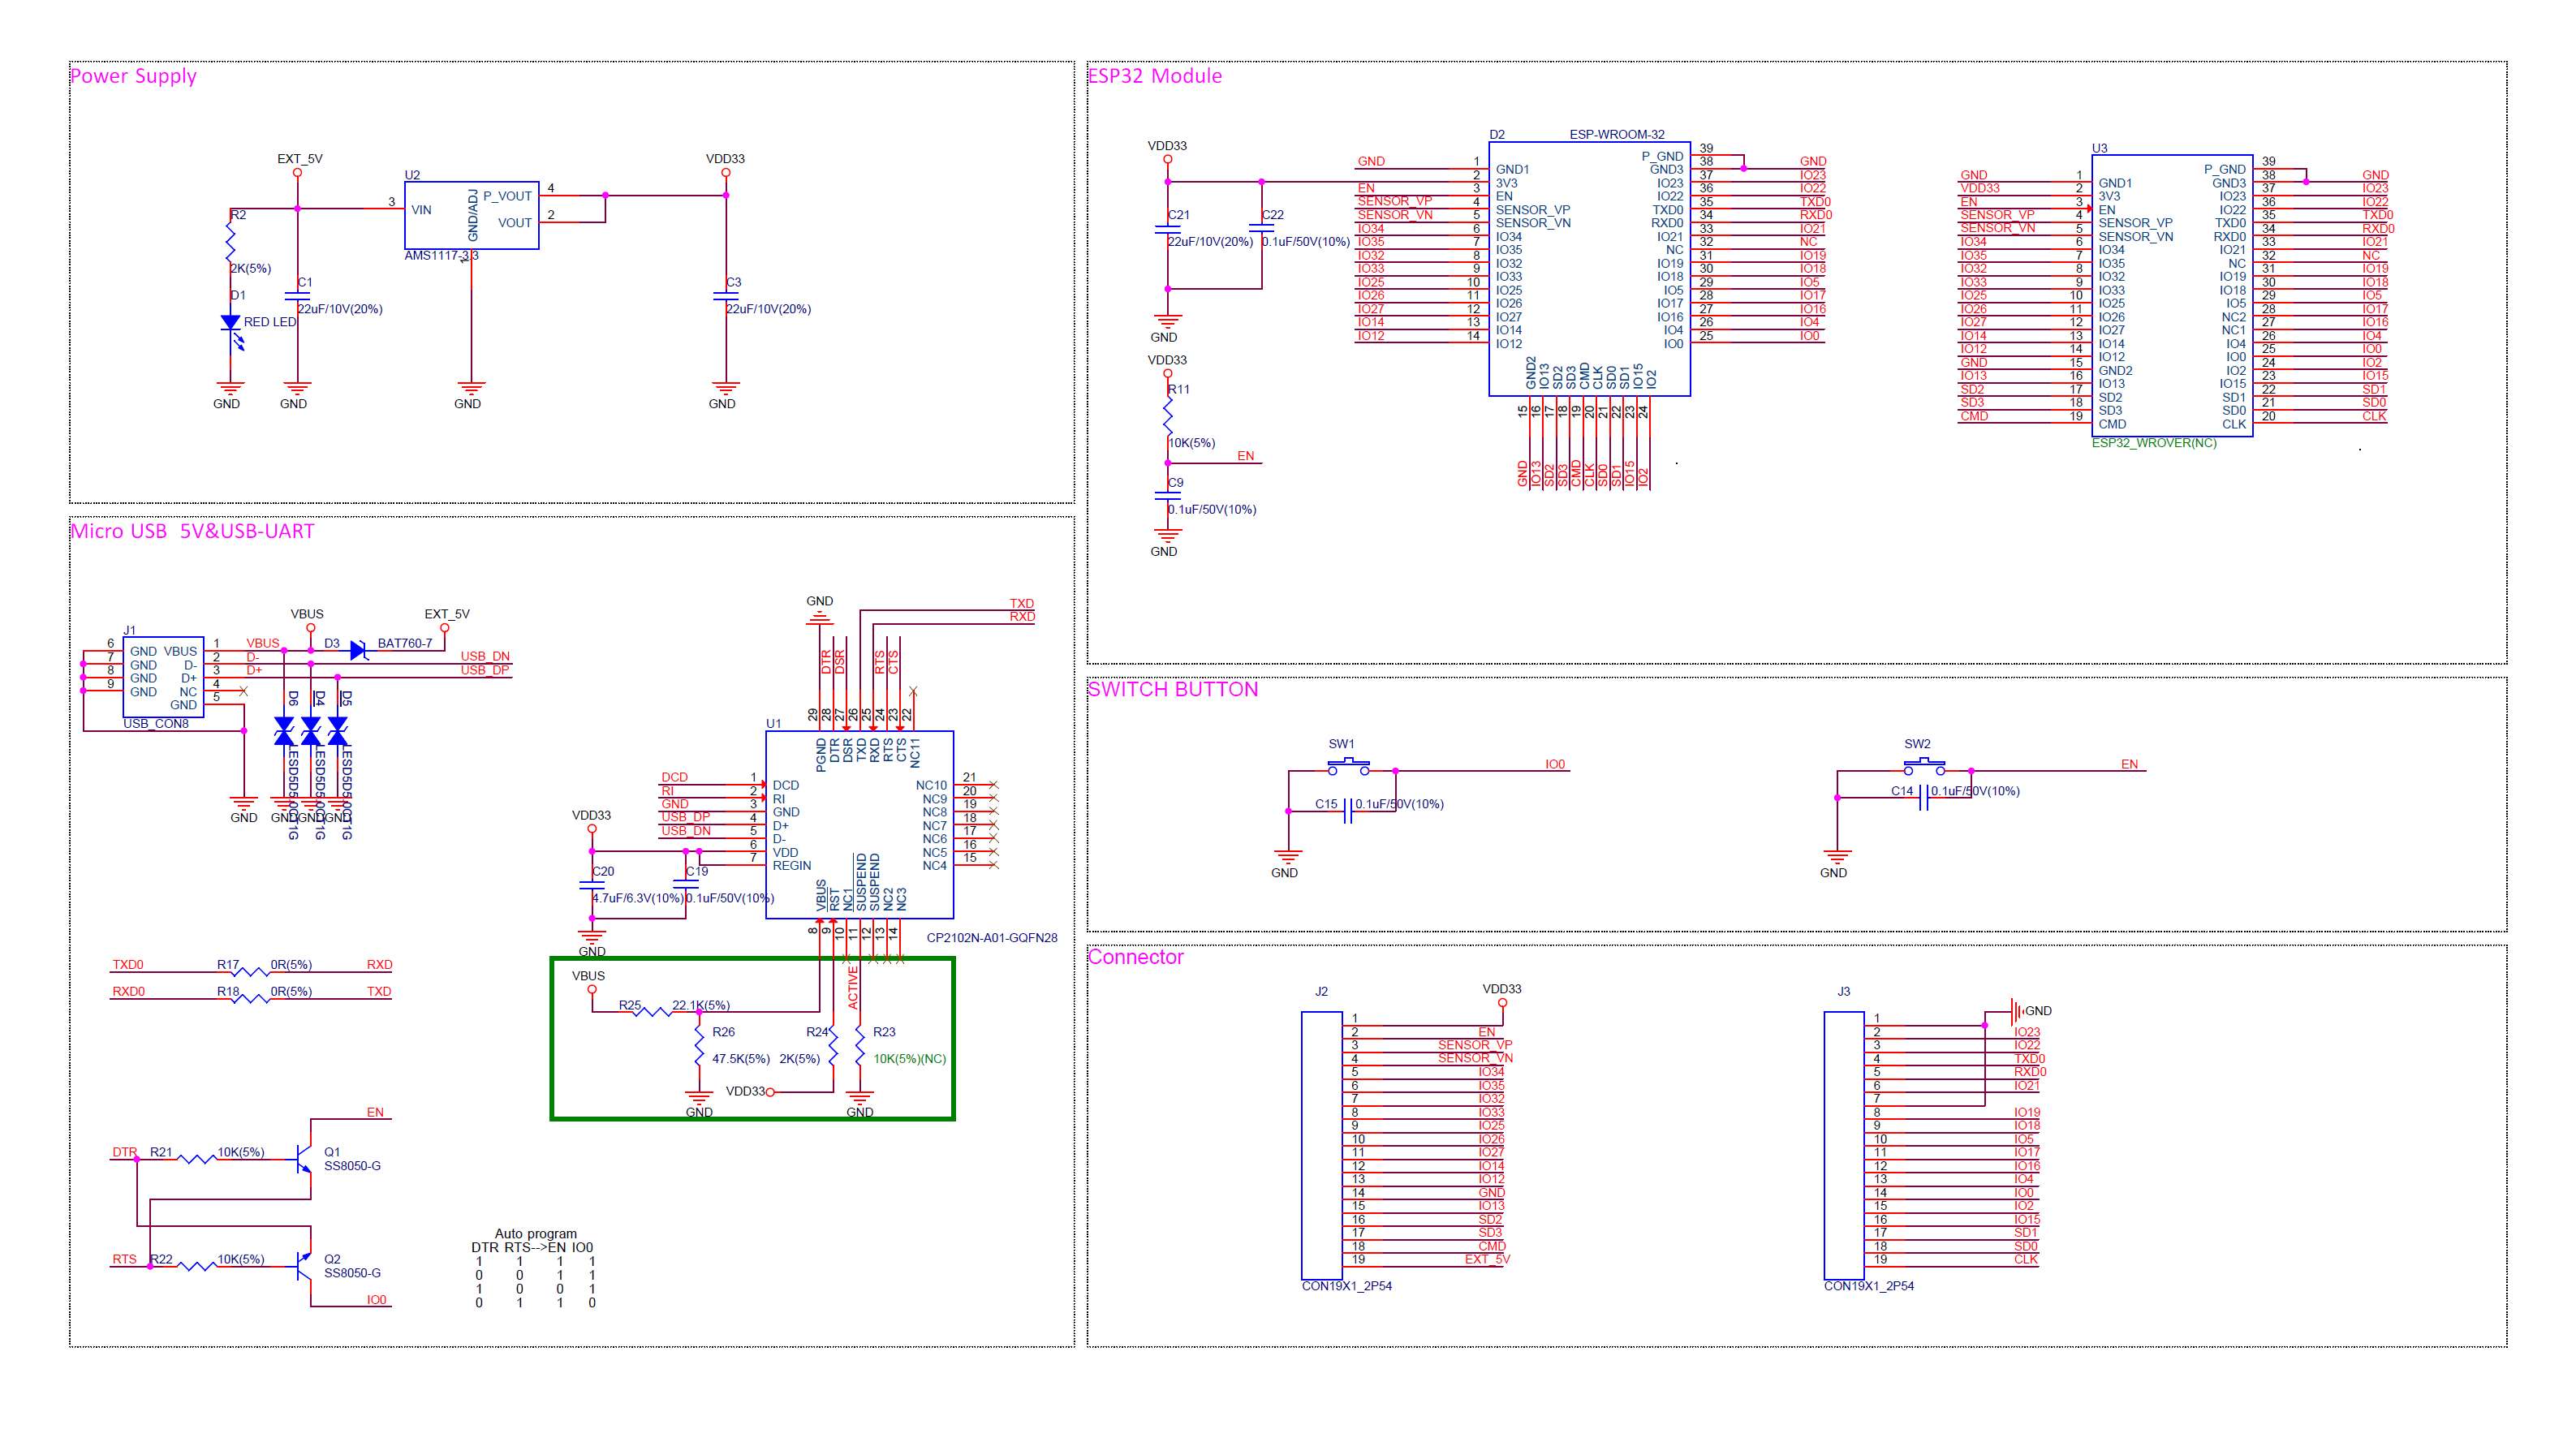 Power Supply
EXT_5V
VDD33
R2
2K(5%)
D1
RED LED
C1
22uF/10V(20%)
U2
3
VIN
GND/ADJ
P_VOUT
VOUT
4
2
1
AMS1117-3.3
C3
22uF/10V(20%)
GND
GND
GND
GND
Micro USB 5V&USB-UART
VBUS
EXT_5V
J1
6 GND VBUS 1 VBUS
7 GND D- 2 D-
8 GND D+ 3 D+
9 GND NC 4
GND 5
USB_CON8
D3
BAT760-7
USB_DN
USB_DP
D6
D4
D5
LESD5D5.0CT1G
LESD5D5.0CT1G
LESD5D5.0CT1G
GND
GND
GND
GND
GND
TXD
RXD
DTR
DSR
RTS
CTS
29 28 27 26 25 24 23 22
U1
PGND DTR DSR TXD RXD RTS CTS NC11
DCD 1 DCD
RI 2 RI
GND 3 GND
USB_DP 4 D+
USB_DN 5 D-
6 VDD
7 REGIN
NC10 21
NC9 20
NC8 19
NC7 18
NC6 17
NC5 16
NC4 15
VBUS RST NC1 SUSPEND SUSPEND NC2 NC3
8 9 10 11 12 13 14
CP2102N-A01-GQFN28
VDD33
C20
4.7uF/6.3V(10%)
C19
0.1uF/50V(10%)
GND
VBUS
R25 22.1K(5%)
R26
47.5K(5%)
R24
2K(5%)
ACTIVE
R23
10K(5%)(NC)
VDD33
GND
GND
TXD0 R17 0R(5%) RXD
RXD0 R18 0R(5%) TXD
EN
DTR R21 10K(5%)
Q1
SS8050-G
RTS R22 10K(5%)
Q2
SS8050-G
IO0
Auto program
DTR RTS-->EN IO0
1 1 1 1
0 0 1 1
1 0 0 1
0 1 1 0
ESP32 Module
VDD33
C21
22uF/10V(20%)
C22
0.1uF/50V(10%)
GND
VDD33
R11
10K(5%)
EN
C9
0.1uF/50V(10%)
GND
D2
ESP-WROOM-32
GND 1 GND1
2 3V3
EN 3 EN
SENSOR_VP 4 SENSOR_VP
SENSOR_VN 5 SENSOR_VN
IO34 6 IO34
IO35 7 IO35
IO32 8 IO32
IO33 9 IO33
IO25 10 IO25
IO26 11 IO26
IO27 12 IO27
IO14 13 IO14
IO12 14 IO12
P_GND 39
GND3 38 GND
IO23 37 IO23
IO22 36 IO22
TXD0 35 TXD0
RXD0 34 RXD0
IO21 33 IO21
NC 32 NC
IO19 31 IO19
IO18 30 IO18
IO5 29 IO5
IO17 28 IO17
IO16 27 IO16
IO4 26 IO4
IO0 25 IO0
GND2 IO13 SD2 SD3 CMD CLK SD0 SD1 IO15 IO2
15 16 17 18 19 20 21 22 23 24
GND IO13 SD2 SD3 CMD CLK SD0 SD1 IO15 IO2
U3
GND 1 GND1
VDD33 2 3V3
EN 3 EN
SENSOR_VP 4 SENSOR_VP
SENSOR_VN 5 SENSOR_VN
IO34 6 IO34
IO35 7 IO35
IO32 8 IO32
IO33 9 IO33
IO25 10 IO25
IO26 11 IO26
IO27 12 IO27
IO14 13 IO14
IO12 14 IO12
GND 15 GND2
IO13 16 IO13
SD2 17 SD2
SD3 18 SD3
CMD 19 CMD
P_GND 39
GND3 38 GND
IO23 37 IO23
IO22 36 IO22
TXD0 35 TXD0
RXD0 34 RXD0
IO21 33 IO21
NC 32 NC
IO19 31 IO19
IO18 30 IO18
IO5 29 IO5
NC2 28 IO17
NC1 27 IO16
IO4 26 IO4
IO0 25 IO0
IO2 24 IO2
IO15 23 IO15
SD1 22 SD1
SD0 21 SD0
CLK 20 CLK
ESP32_WROVER(NC)
SWITCH BUTTON
SW1
IO0
C15 0.1uF/50V(10%)
GND
SW2
EN
C14 0.1uF/50V(10%)
GND
Connector
J2
VDD33
1
2 EN
3 SENSOR_VP
4 SENSOR_VN
5 IO34
6 IO35
7 IO32
8 IO33
9 IO25
10 IO26
11 IO27
12 IO14
13 IO12
14 GND
15 IO13
16 SD2
17 SD3
18 CMD
19 EXT_5V
CON19X1_2P54
J3
GND
1
2 IO23
3 IO22
4 TXD0
5 RXD0
6 IO21
7
8 IO19
9 IO18
10 IO5
11 IO17
12 IO16
13 IO4
14 IO0
15 IO2
16 IO15
17 SD1
18 SD0
19 CLK
CON19X1_2P54